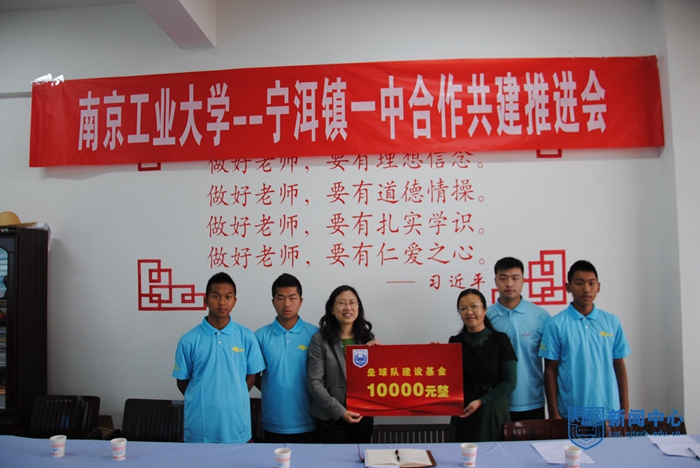 南京工业大学---宁洱镇一中合作共建推进会
做好老师，要有理想信念。
做好老师，要有道德情操。
做好老师，要有扎实学识。
做好老师，要有仁爱之心。
——习近平
垒球队建设基金
10000元整
新闻中心